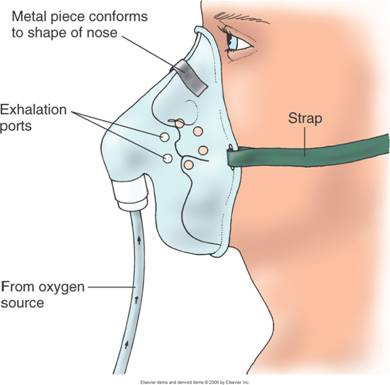 Metal piece conforms
to shape of nose
Exhalation
ports
Strap
From oxygen
source
Elsevier items and derived items © 2006 by Elsevier Inc.